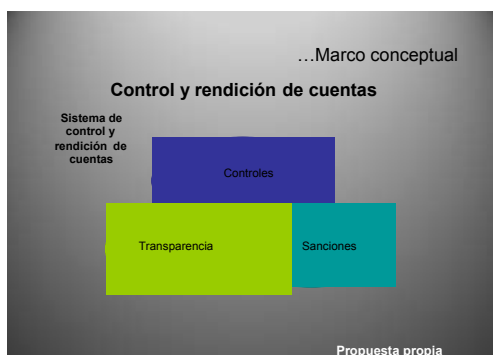 …Marco conceptual
Control y rendición de cuentas
Sistema de
control y
rendición de
cuentas
Controles
Transparencia
Sanciones
Propuesta propia